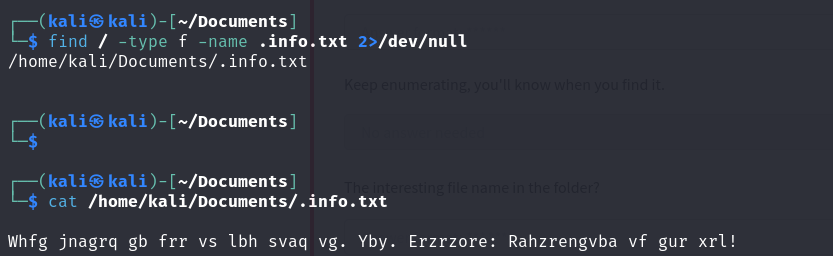 ┌──(kali㉿kali)-[~/Documents]
└─$ find / -type f -name .info.txt 2>/dev/null
/home/kali/Documents/.info.txt
Keep enumerating, you'll know when you find it.
┌──(kali㉿kali)-[~/Documents]
└─$
┌──(kali㉿kali)-[~/Documents]
The interesting file name in the folder?
└─$ cat /home/kali/Documents/.info.txt
Whfg jnagrq gb frr vs lbh svaq vg. Yby. Erzrzore: Rahzrengvba vf gur xrl!